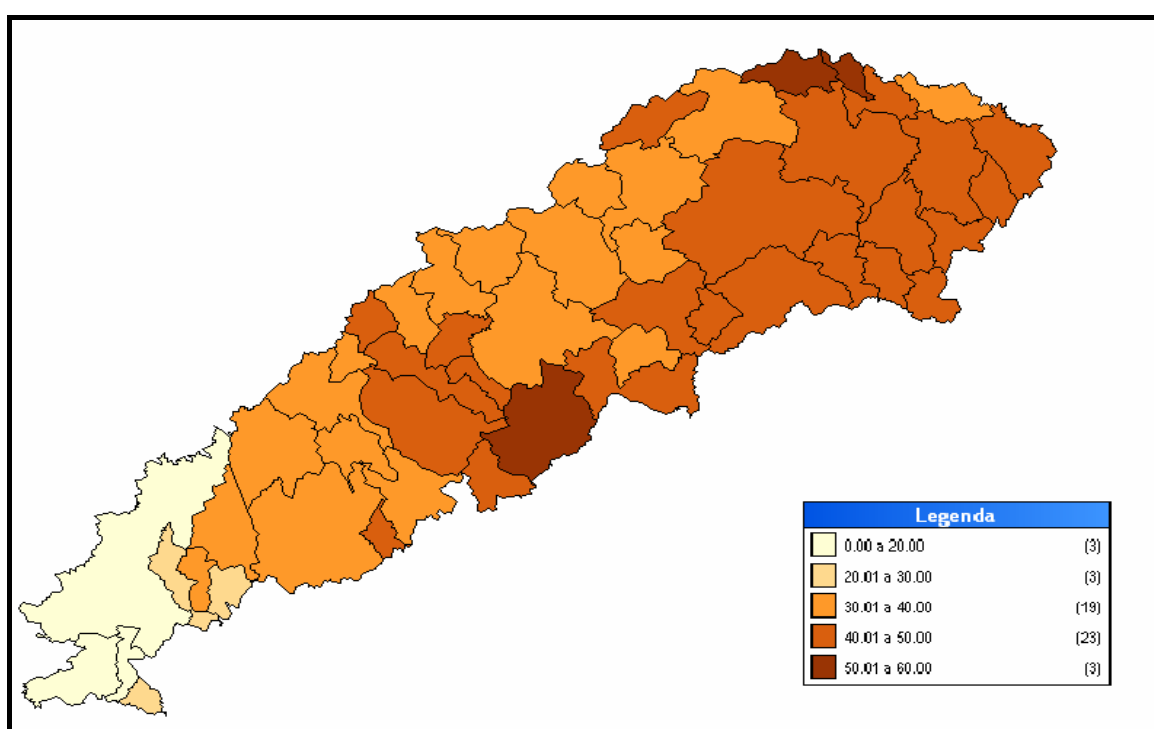 Legenda
0.00 a 20.00 (3)
20.01 a 30.00 (3)
30.01 a 40.00 (19)
40.01 a 50.00 (23)
50.01 a 60.00 (3)